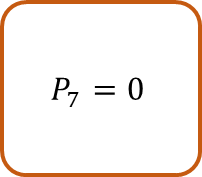 P₇ = 0